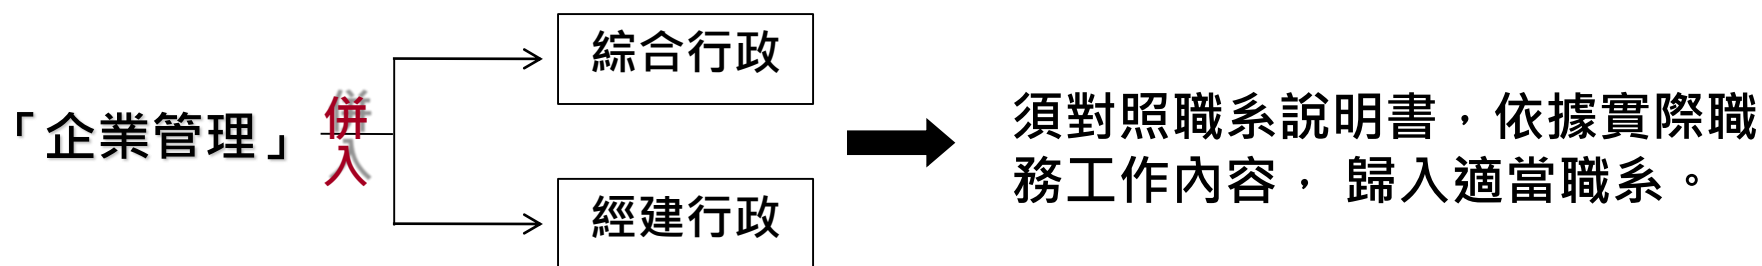 「企業管理」
併入
綜合行政
經建行政
須對照職系說明書，依據實際職
務工作內容， 歸入適當職系。